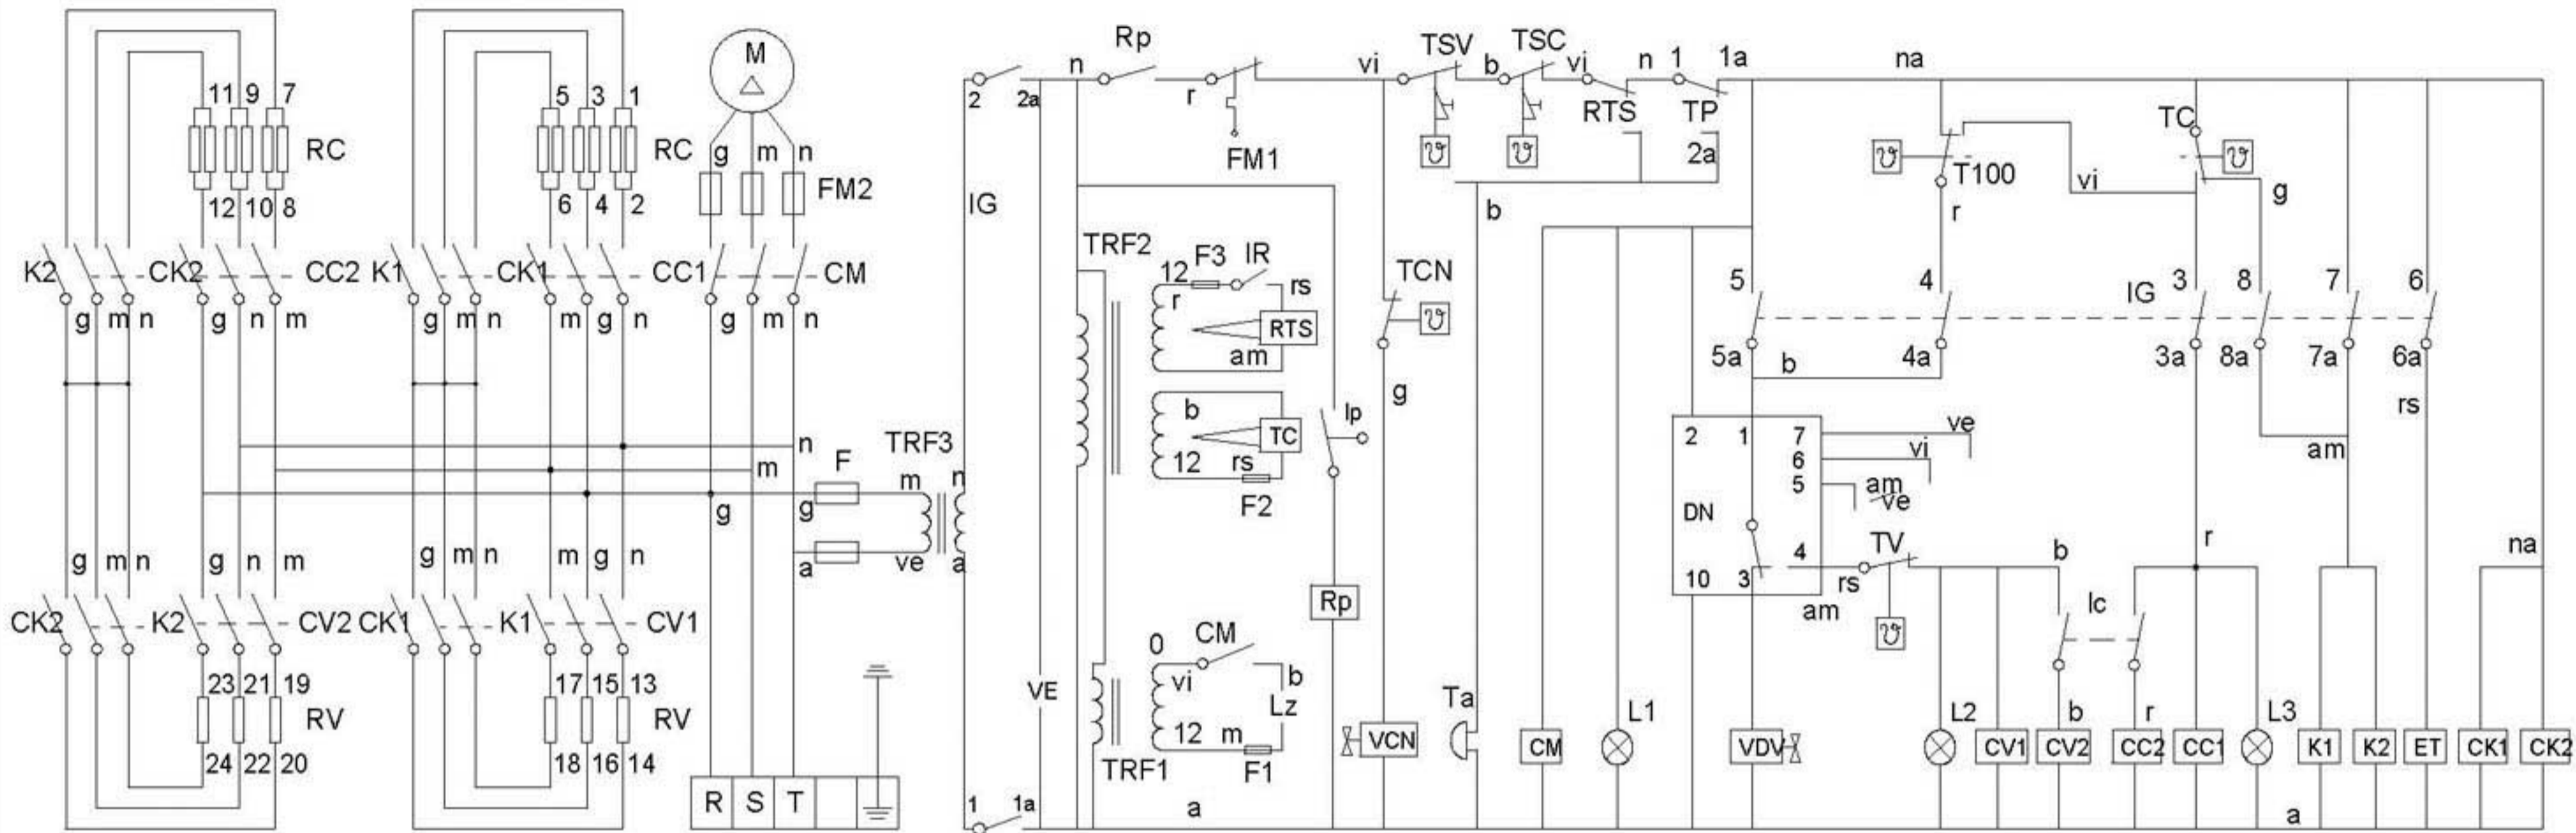 Rp
n
r
FM1
vi
TSV
b
TSC
vi
RTS
n
1
1a
TP
2a
na
M
11 9 7
RC
12 10 8
5 3 1
RC
6 4 2
g m n
FM2
2
2a
IG
K2
CK2
CC2
K1
CK1
CC1
CM
g m n
g n m
g m n
m g n
g m n
TRF2
12
F3
IR
r
rs
RTS
am
b
TC
12
rs
F2
TCN
ϑ
g
Ip
b
ϑ
ϑ
ϑ
T100
r
vi
TC
ϑ
g
5
4
IG
3
8
7
6
5a
4a
3a
8a
7a
6a
b
rs
am
n
m
g
g
a
F
TRF3
m
n
ve
a
2
1
7
6
5
DN
4
10
3
ve
vi
am
ve
TV
rs
am
ϑ
b
Ic
r
na
g m n
g n m
g m n
m g n
CK2
K2
CV2
CK1
K1
CV1
23 21 19
RV
24 22 20
17 15 13
RV
18 16 14
VE
0
CM
vi
b
Lz
12
m
F1
TRF1
Rp
VCN
Ta
CM
L1
VDV
L2
CV1
b
CV2
r
CC2
CC1
L3
K1
K2
ET
CK1
CK2
R S T
1
1a
a
a